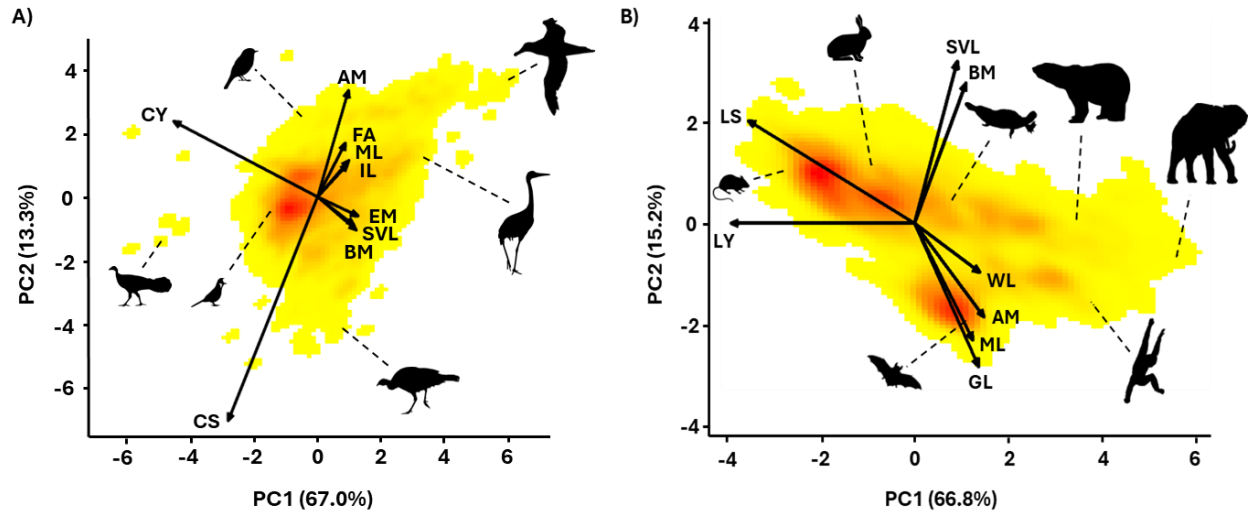 A)
PC2 (13.3%)
4
2
0
-2
-4
-6
AM
CY
FA
ML
IL
EM
SVL
BM
CS
-6
-4
-2
0
2
4
6
PC1 (67.0%)
B)
PC2 (15.2%)
4
2
0
-2
-4
SVL
BM
LS
LY
WL
AM
ML
GL
-4
-2
0
2
4
6
PC1 (66.8%)